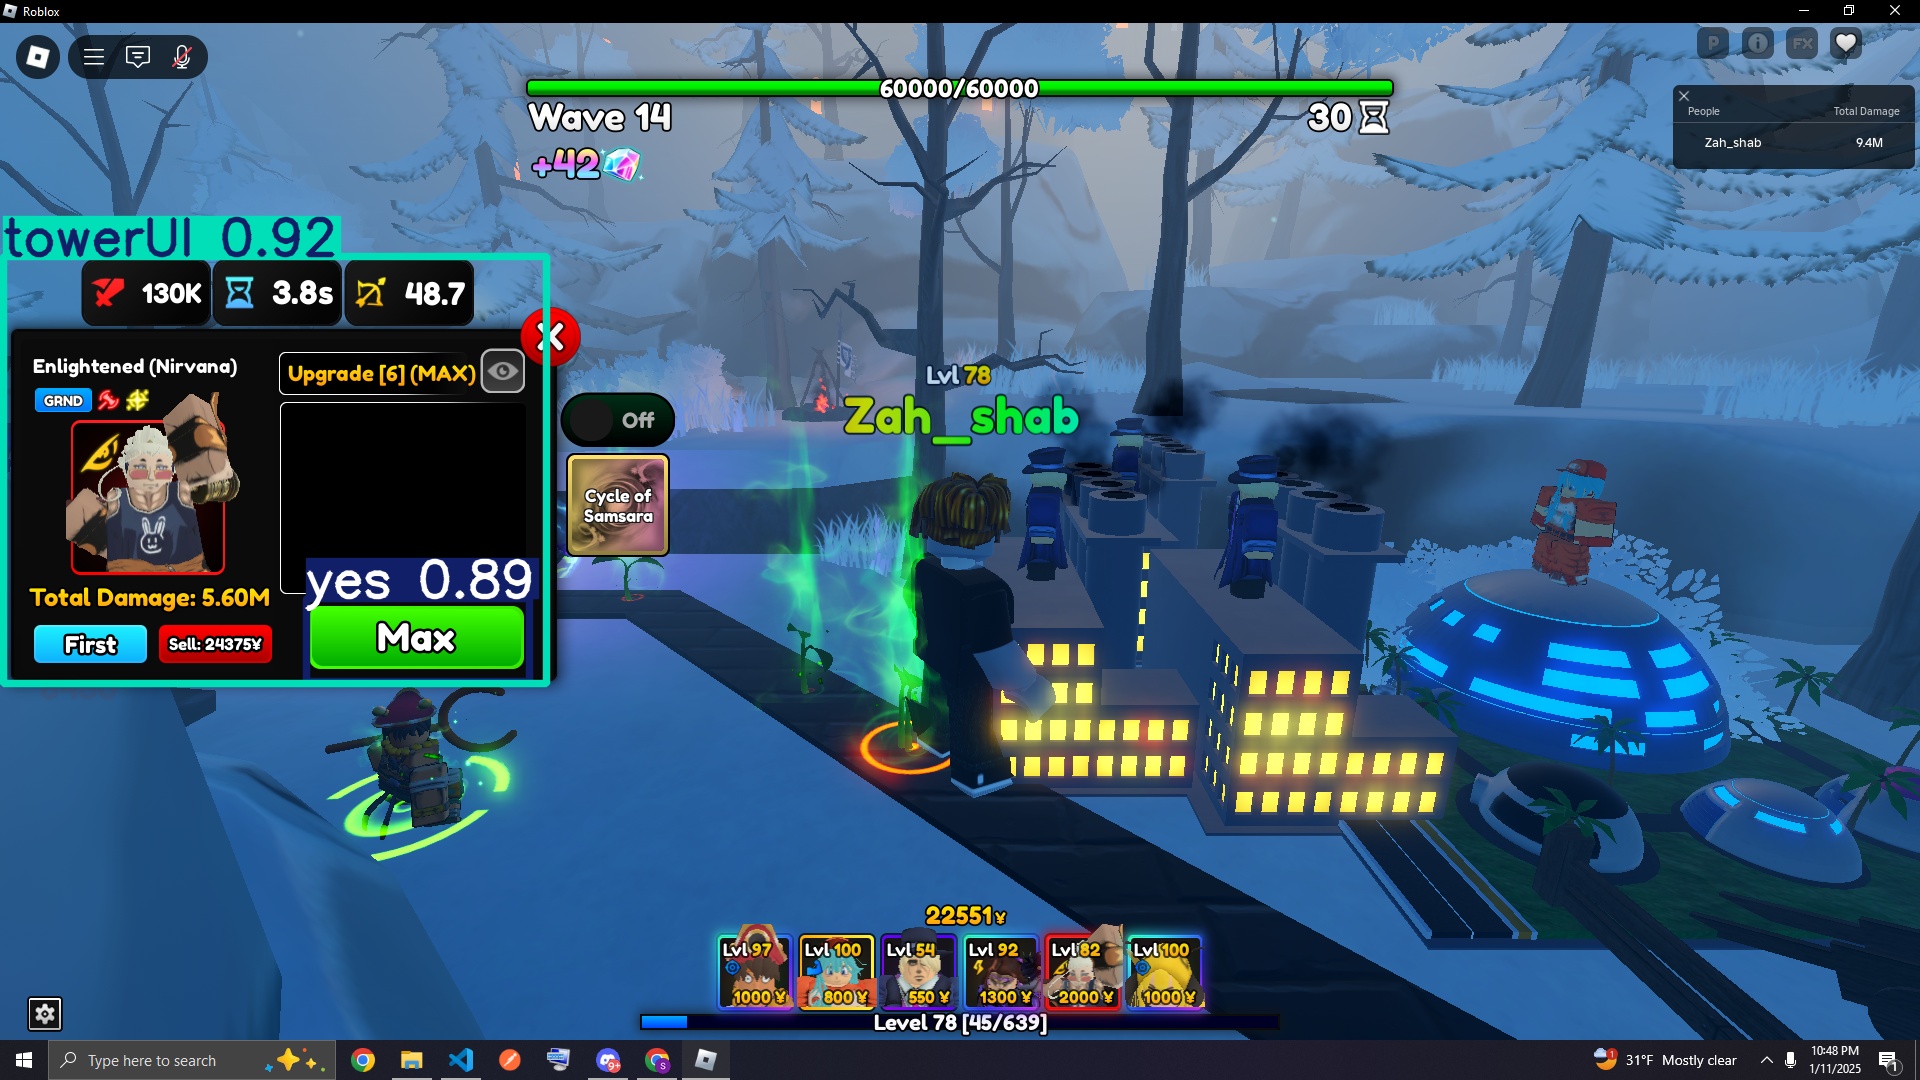 Roblox
60000/60000
Wave 14
30
+42
P
FX
People
Total Damage
Zah_shab
9.4M
towerUI 0.92
130K
3.8s
48.7
Enlightened (Nirvana)
Upgrade [6] (MAX)
GRND
Off
Cycle of
Samsara
Total Damage: 5.60M
yes 0.89
First
Sell: 24375¥
Max
Lvl 78
Zah_shab
22551¥
Lvl 97
1000 ¥
Lvl 100
800 ¥
Lvl 54
550 ¥
Lvl 92
1300 ¥
Lvl 82
2000 ¥
Lvl 100
1000 ¥
Level 78 [45/639]
Type here to search
9+
S
1
31°F Mostly clear
10:48 PM
1/11/2025
1